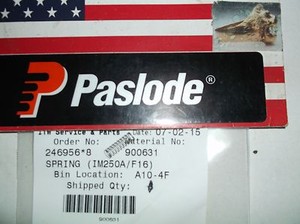 Paslode®
ITW Service & Parts Date: 07-02-15
Order No: Material No:
246956*8 900631
SPRING (IM250A/F16)
Bin Location: A10-4F
Shipped Qty:
900631